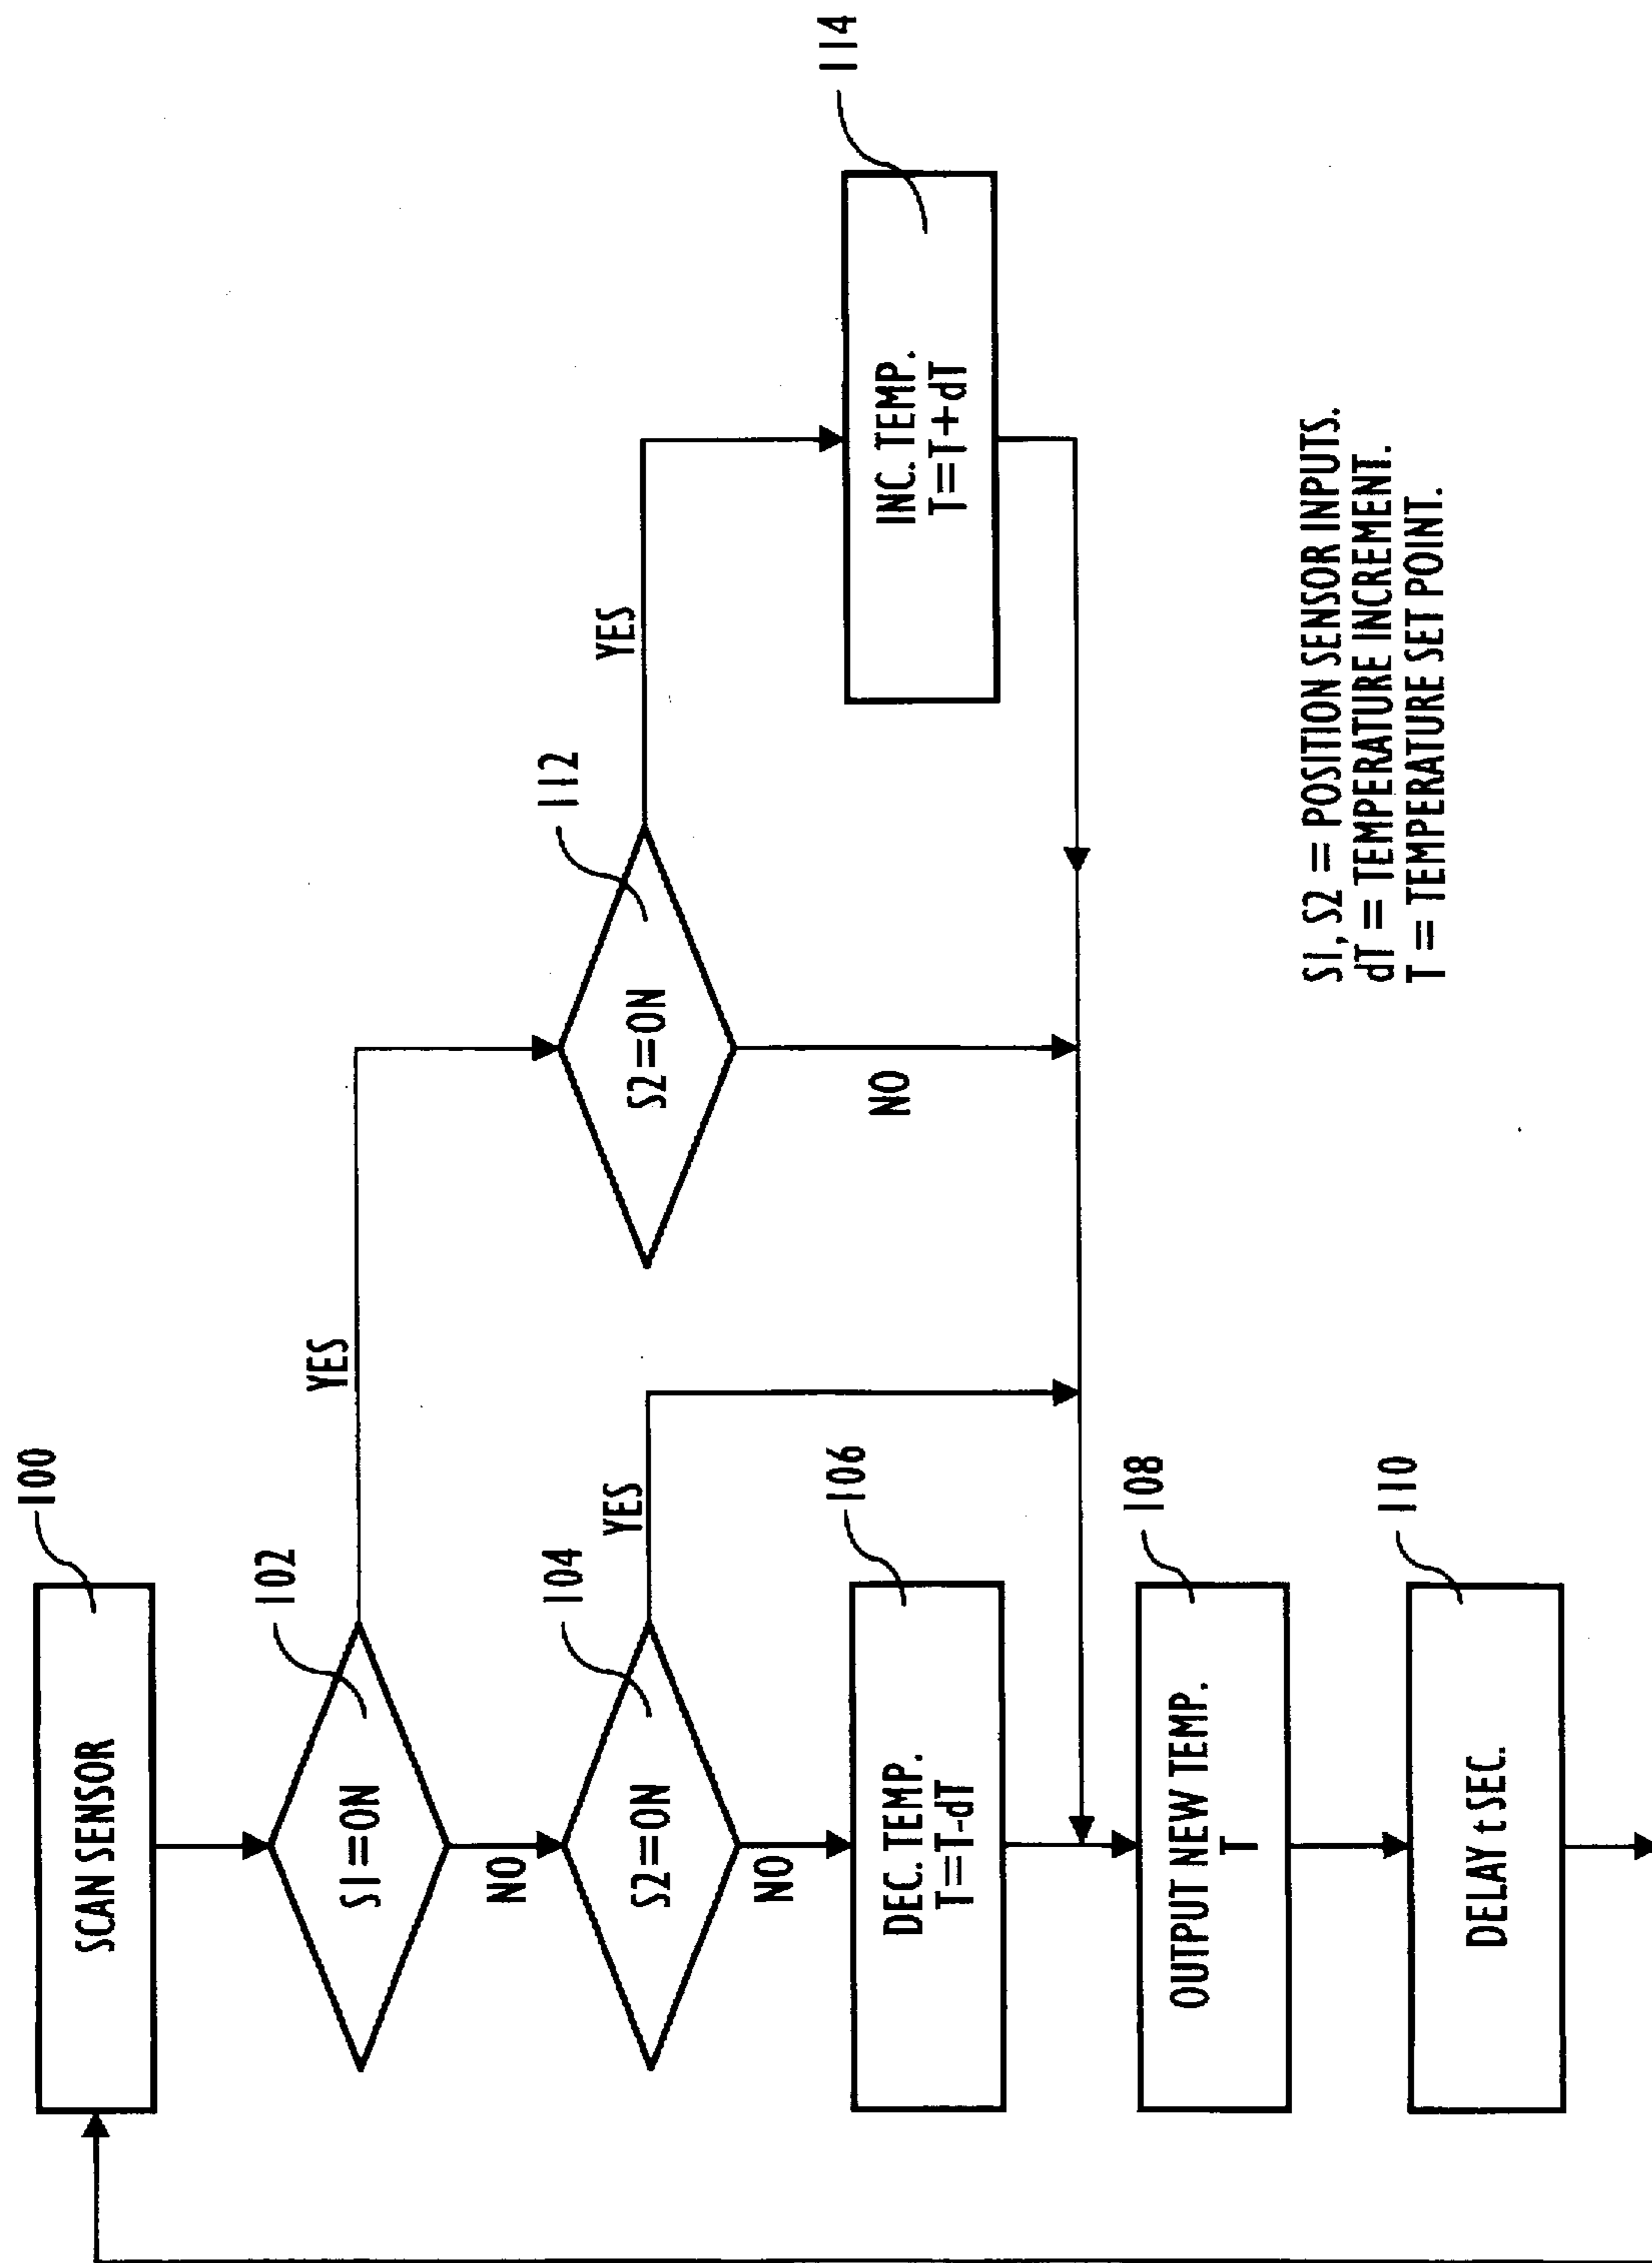 100
SCAN SENSOR
102
S1=ON
YES
NO
104
S2=ON
YES
NO
112
S2=ON
YES
NO
114
INC. TEMP.
T=T+dT
106
DEC. TEMP.
T=T-dT
108
OUTPUT NEW TEMP.
T
110
DELAY t SEC.
S1, S2 = POSITION SENSOR INPUTS.
dT = TEMPERATURE INCREMENT.
T = TEMPERATURE SET POINT.